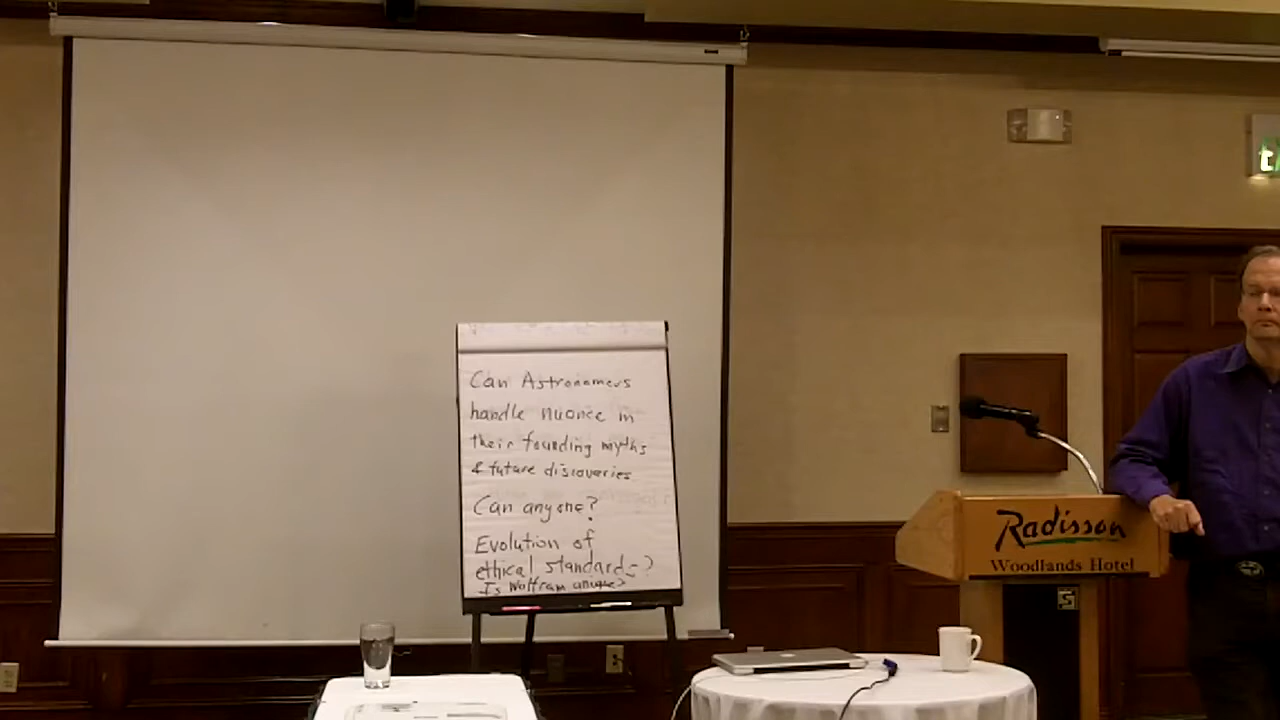 Can Astronomers
handle nuance in
their founding myths
& future discoveries
Can anyone?
Evolution of
ethical standards?
Is Wolfram unique?
Radisson
Woodlands Hotel